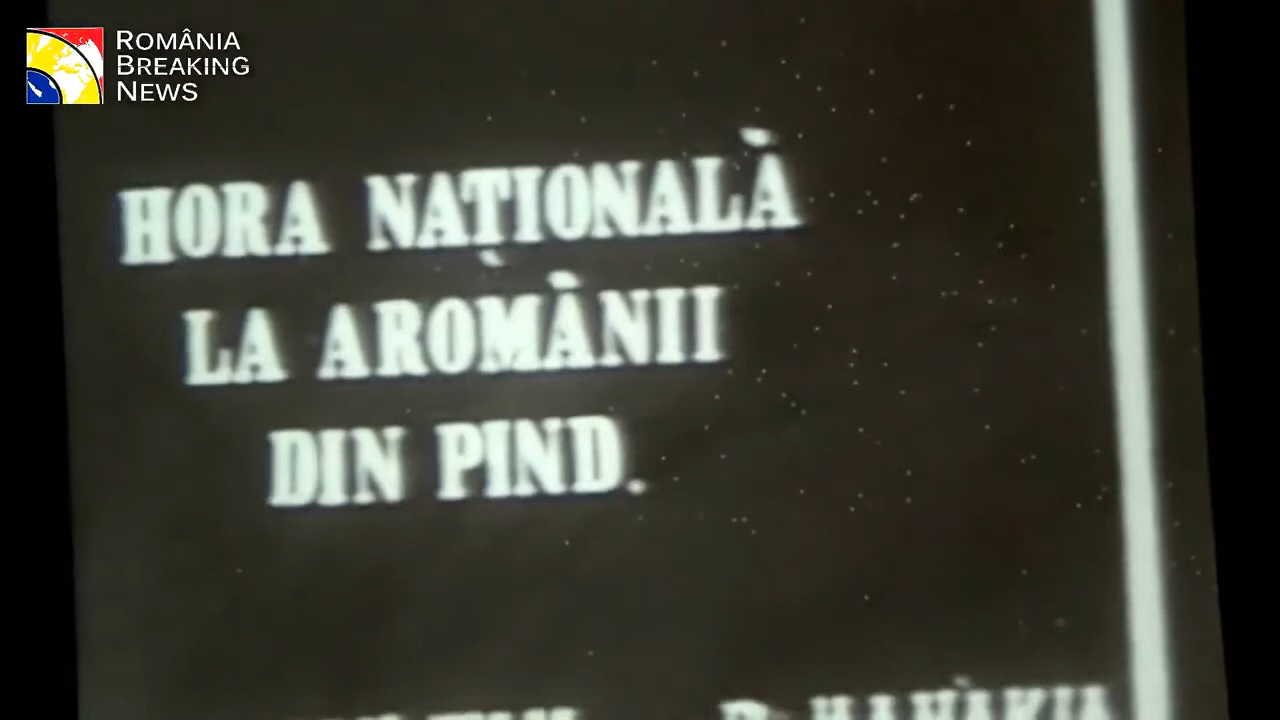 ROMÂNIA
BREAKING
NEWS
HORA NAȚIONALĂ
LA AROMÂNII
DIN PIND.